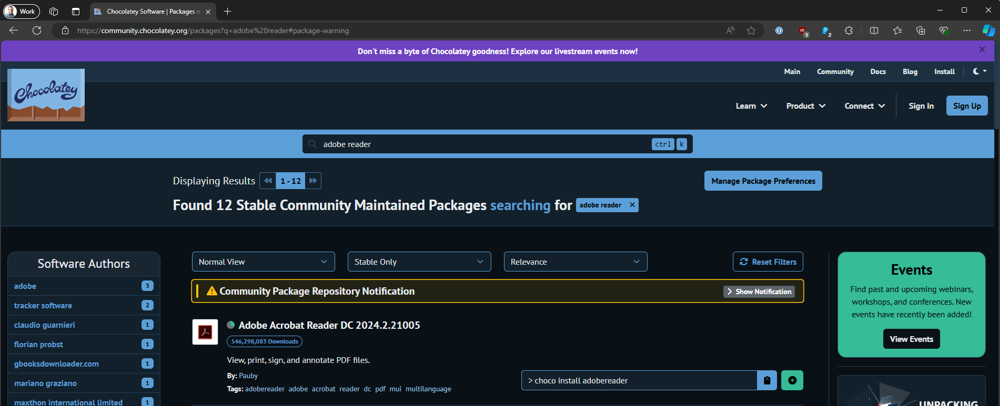 Work
Chocolatey Software | Packages m
https://community.chocolatey.org/packages?q=adobe%20reader#package-warning
1
2
Don't miss a byte of Chocolatey goodness! Explore our livestream events now!
Chocolatey
Main Community Docs Blog Install
Learn Product Connect Sign In Sign Up
adobe reader ctrl k
Displaying Results 1 - 12 Manage Package Preferences
Found 12 Stable Community Maintained Packages searching for adobe reader
Software Authors
adobe 3
tracker software 2
claudio guarnieri 1
florian probst 1
gbooksdownloader.com 1
mariano graziano 1
maxthon international limited 1
Normal View Stable Only Relevance Reset Filters
Community Package Repository Notification Show Notification
Adobe Acrobat Reader DC 2024.2.21005
546,298,083 Downloads
View, print, sign, and annotate PDF files.
By: Pauby
> choco install adobereader
Tags: adobereader adobe acrobat reader dc pdf mui multilanguage
Events
Find past and upcoming webinars,
workshops, and conferences. New
events have recently been added!
View Events
UNPACKING